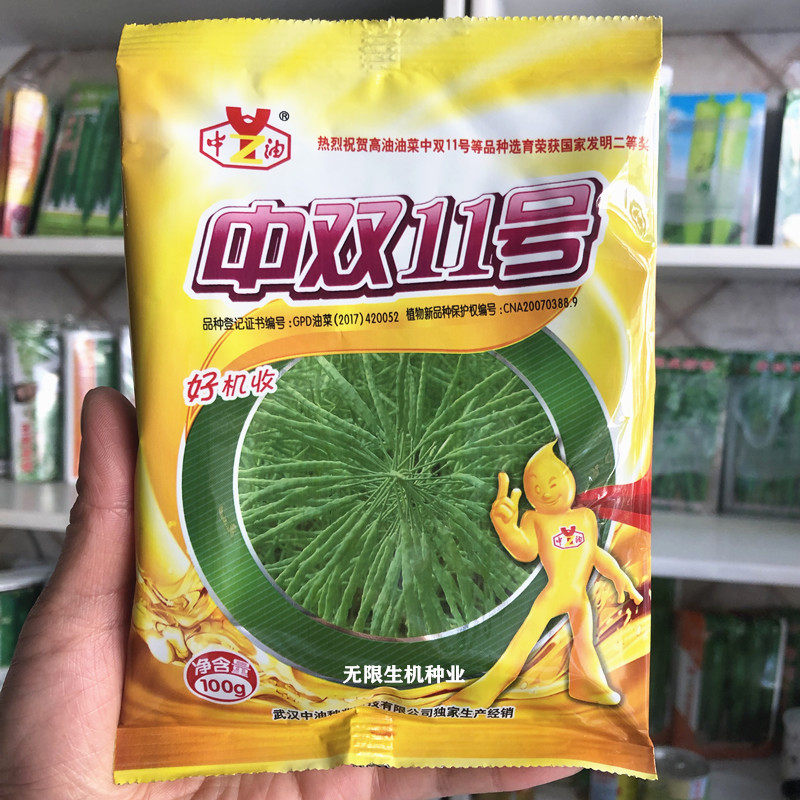 中油
®
热烈祝贺高油油菜中双11号等品种选育荣获国家发明二等奖
中双11号
品种登记证书编号:GPD油菜(2017)420052 植物新品种保护权编号:CNA20070388.9
好机收
中油
无限生机种业
净含量
100g
武汉中油种业 有限公司独家生产经销